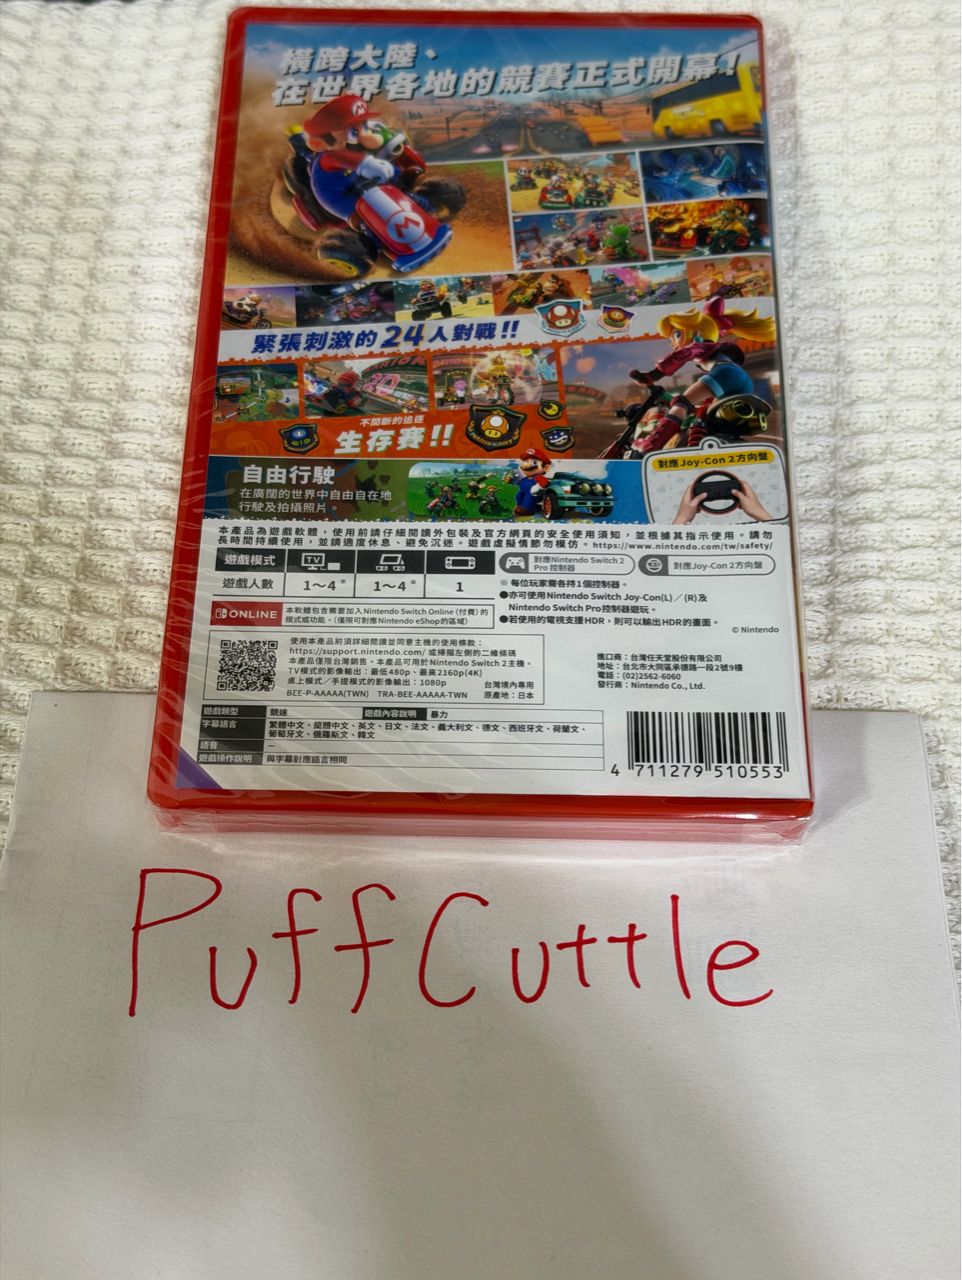 橫跨大陸、
在世界各地的競賽正式開幕！
緊張刺激的24人對戰!!
不間斷的追逐
生存賽!!
自由行駛
在廣闊的世界中自由自在地
行駛及拍攝照片。
對應Joy-Con 2方向盤
本產品為遊戲軟體，使用前請仔細閱讀外包裝及官方網頁的安全使用須知，並根據其指示使用。請勿
長時間持續使用，並請適度休息、避免沉迷。遊戲虛擬情節勿模仿。https://www.nintendo.com/tw/safety/
遊戲模式 TV
對應Nintendo Switch 2
Pro 控制器
對應Joy-Con 2方向盤
遊戲人數 1～4※ 1～4※ 1
※ 每位玩家需各持1個控制器。
●亦可使用Nintendo Switch Joy-Con(L)／(R)及
Nintendo Switch Pro控制器遊玩。
●若使用的電視支援HDR，則可以輸出HDR的畫面。
© Nintendo
ONLINE
本軟體包含需要加入Nintendo Switch Online (付費) 的
模式或功能。(僅限可對應Nintendo eShop的區域)
使用本產品前須詳細閱讀並同意主機的使用條款：
https://support.nintendo.com/ 或掃描左側的二維條碼
本產品僅限台灣銷售。本產品可用於Nintendo Switch 2主機。
TV模式的影像輸出：最低480p、最高2160p(4K)
桌上模式／手提模式的影像輸出：1080p
台灣境內專用
BEE-P-AAAAA(TWN) TRA-BEE-AAAAA-TWN
原產地：日本
進口商：台灣任天堂股份有限公司
地址：台北市大同區承德路一段2號9樓
電話：(02)2562-6060
發行商：Nintendo Co., Ltd.
遊戲類型 競速 遊戲內容說明 暴力
字幕語言 繁體中文、簡體中文、英文、日文、法文、義大利文、德文、西班牙文、荷蘭文、
葡萄牙文、俄羅斯文、韓文
語音 －
遊戲操作說明 與字幕對應語言相同
4 711279 510553
PuffCuttle